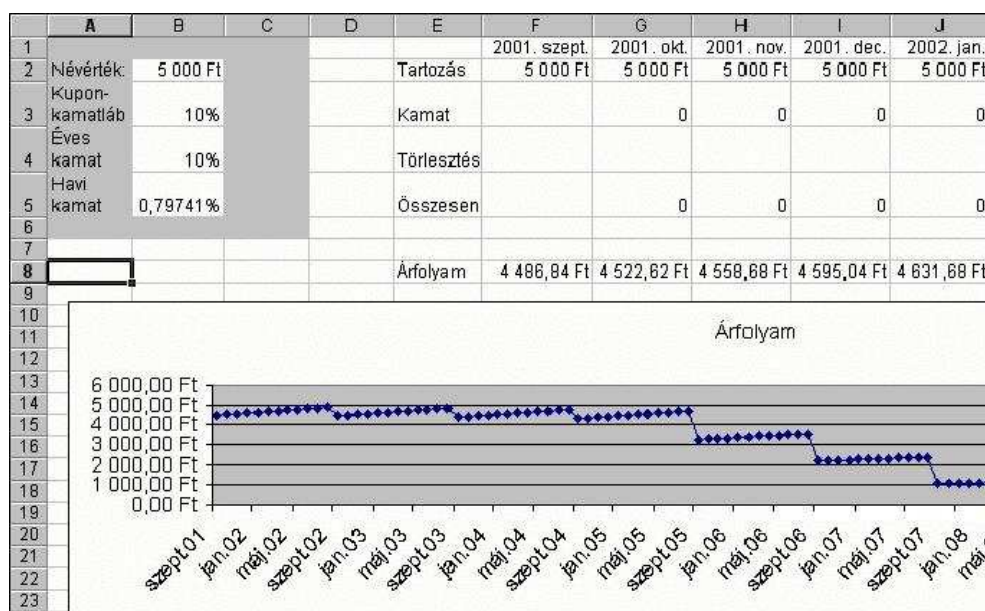 A B C D E F G H I J
1 2001. szept. 2001. okt. 2001. nov. 2001. dec. 2002. jan.
2 Névérték: 5 000 Ft Tartozás 5 000 Ft 5 000 Ft 5 000 Ft 5 000 Ft 5 000 Ft
Kupon-
3 kamatláb 10% Kamat 0 0 0 0
Éves
4 kamat 10% Törlesztés
Havi
5 kamat 0,79741% Összesen 0 0 0 0
6
7
8 Árfolyam 4 486,84 Ft 4 522,62 Ft 4 558,68 Ft 4 595,04 Ft 4 631,68 Ft
9
10
11
12
13
14
15
16
17
18
19
20
21
22
23
Árfolyam
6 000,00 Ft
5 000,00 Ft
4 000,00 Ft
3 000,00 Ft
2 000,00 Ft
1 000,00 Ft
0,00 Ft
szept.01 jan.02 máj.02 szept.02 jan.03 máj.03 szept.03 jan.04 máj.04 szept.04 jan.05 máj.05 szept.05 jan.06 máj.06 szept.06 jan.07 máj.07 szept.07 jan.08